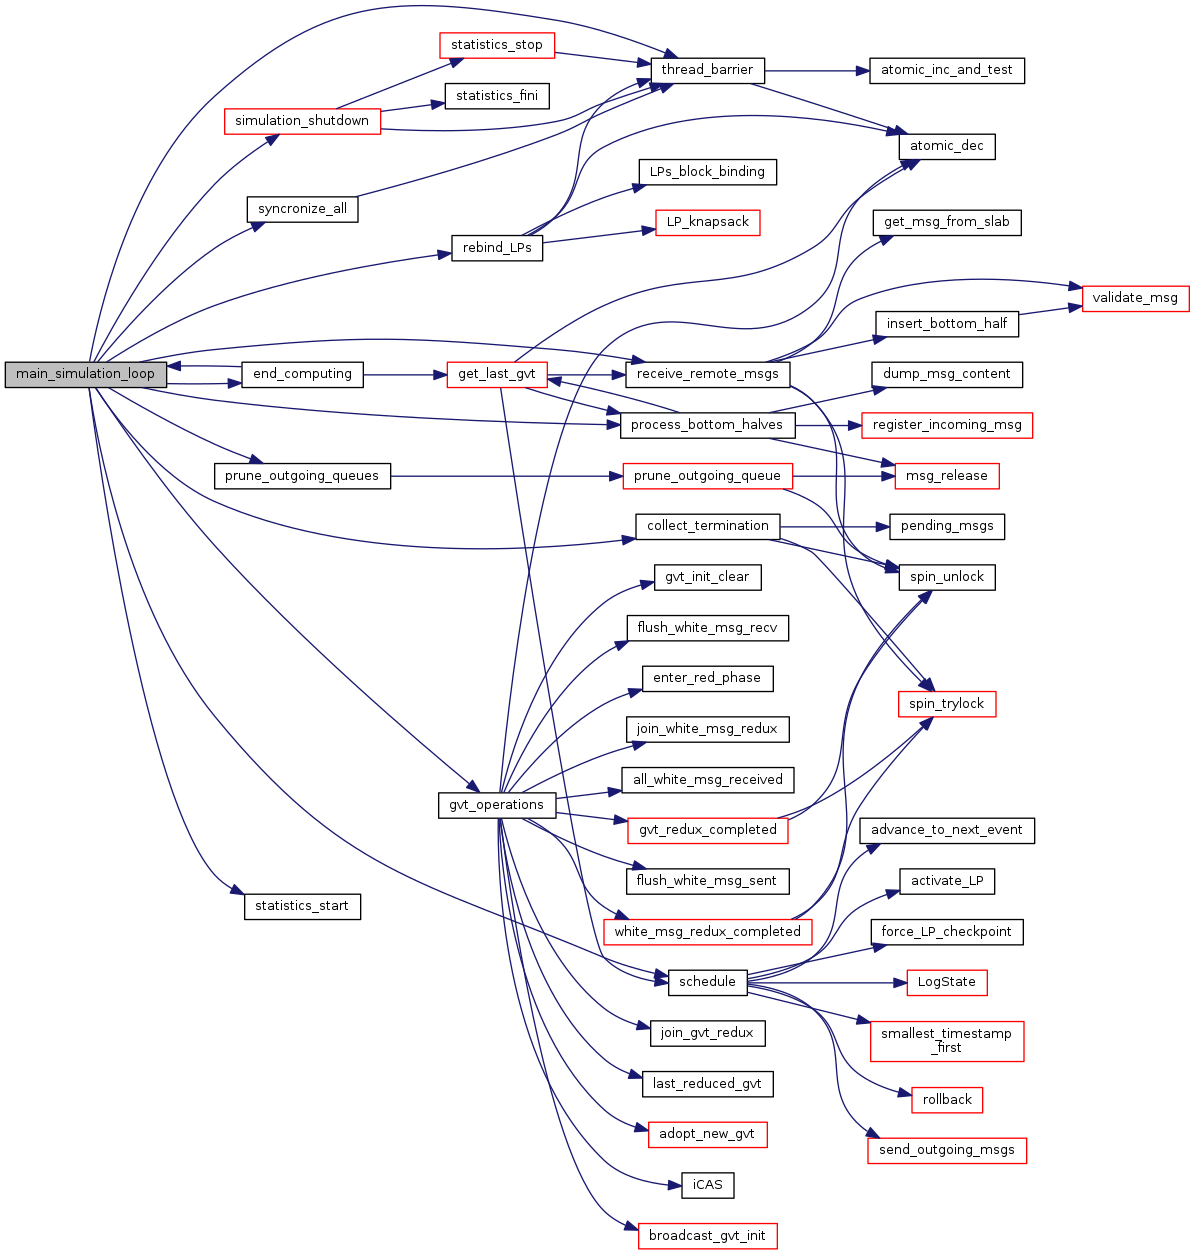 statistics_stop
thread_barrier
atomic_inc_and_test
statistics_fini
simulation_shutdown
atomic_dec
LPs_block_binding
syncronize_all
LP_knapsack
get_msg_from_slab
rebind_LPs
validate_msg
insert_bottom_half
main_simulation_loop
end_computing
get_last_gvt
receive_remote_msgs
dump_msg_content
process_bottom_halves
register_incoming_msg
prune_outgoing_queues
prune_outgoing_queue
msg_release
collect_termination
pending_msgs
gvt_init_clear
spin_unlock
flush_white_msg_recv
enter_red_phase
spin_trylock
join_white_msg_redux
all_white_msg_received
gvt_operations
gvt_redux_completed
advance_to_next_event
flush_white_msg_sent
activate_LP
statistics_start
white_msg_redux_completed
force_LP_checkpoint
schedule
LogState
join_gvt_redux
smallest_timestamp
_first
last_reduced_gvt
rollback
adopt_new_gvt
send_outgoing_msgs
iCAS
broadcast_gvt_init